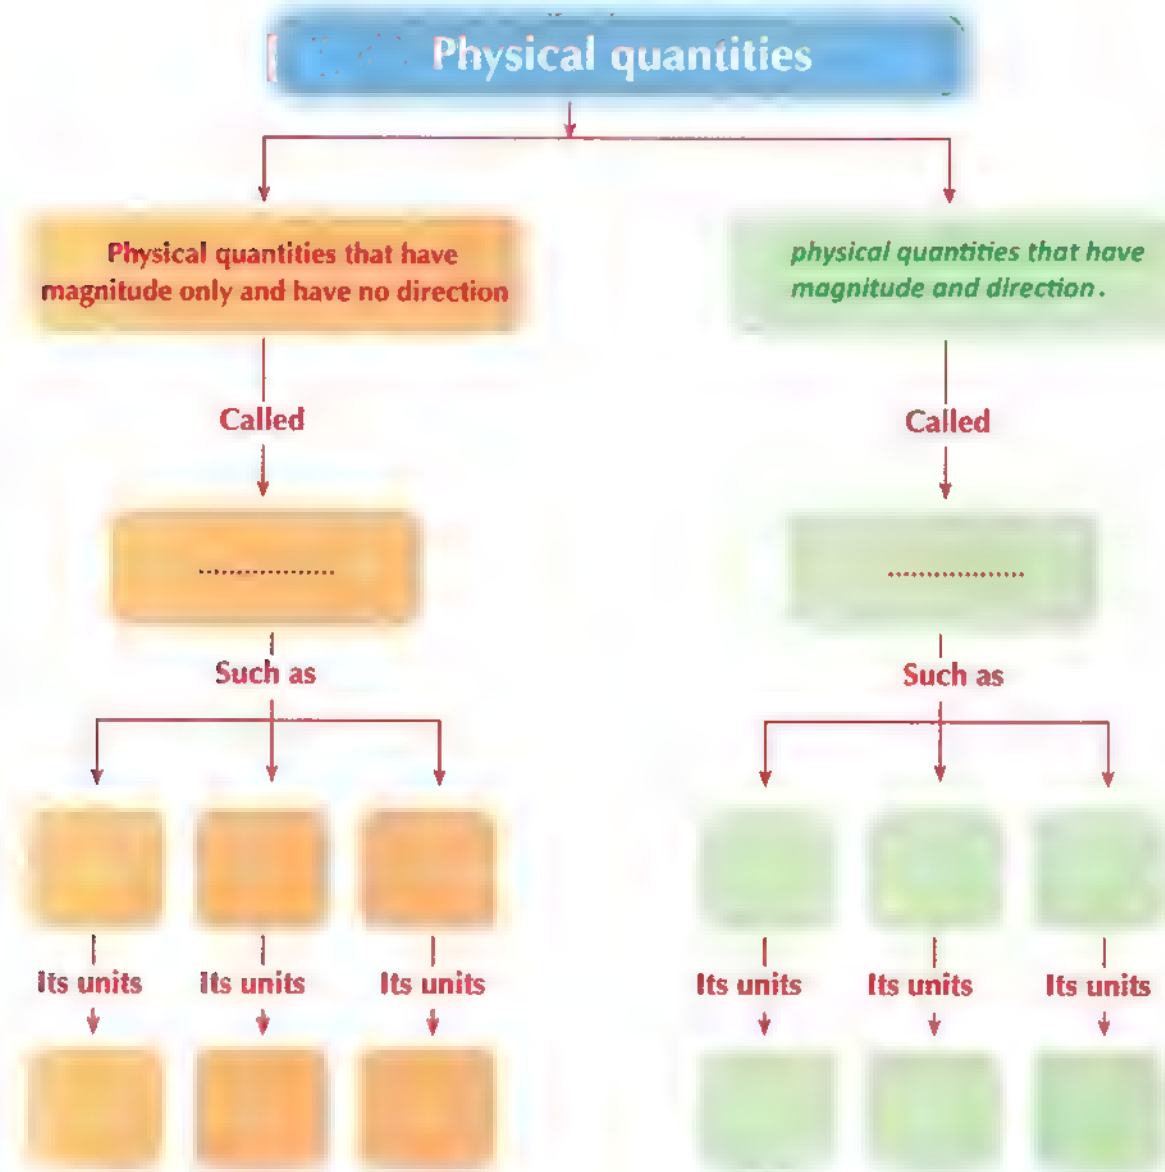 Physical quantities
Physical quantities that have
magnitude only and have no direction
physical quantities that have
magnitude and direction.
Called
Called
....................
....................
Such as
Such as
Its units
Its units
Its units
Its units
Its units
Its units